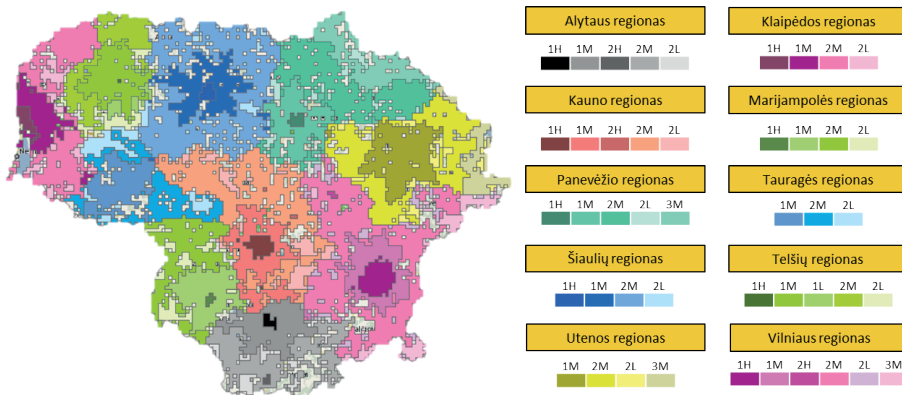 Alytaus regionas
1H 1M 2H 2M 2L
Klaipėdos regionas
1H 1M 2M 2L
Kauno regionas
1H 1M 2H 2M 2L
Marijampolės regionas
1H 1M 2M 2L
Panevėžio regionas
1H 1M 2M 2L 3M
Tauragės regionas
1M 2M 2L
Šiaulių regionas
1H 1M 2M 2L
Telšių regionas
1H 1M 1L 2M 2L
Utenos regionas
1M 2M 2L 3M
Vilniaus regionas
1H 1M 2H 2M 2L 3M